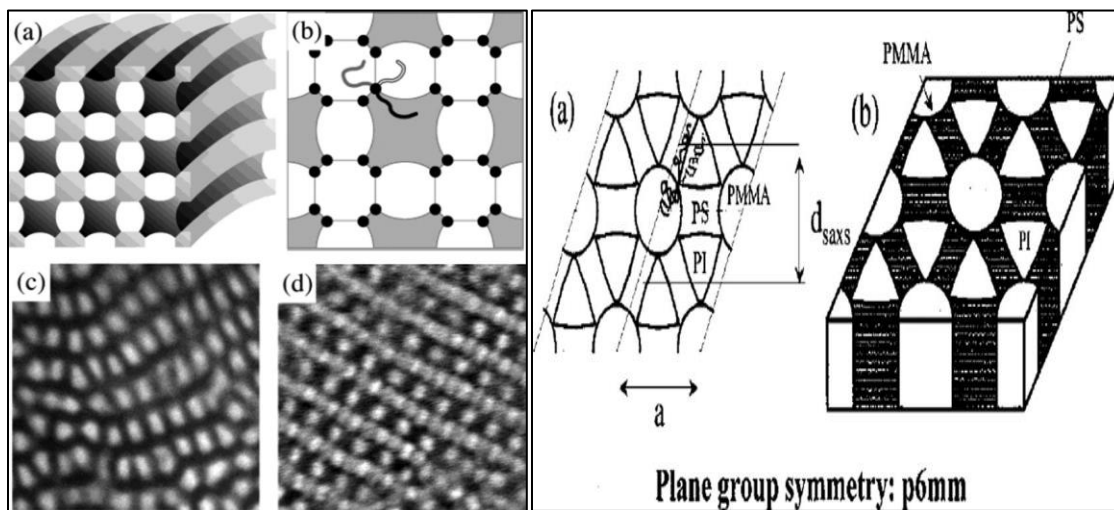 (a)
(b)
(c)
(d)
(a)
PS
PMMA
PI
d_saxs
a
PS
PMMA
(b)
PI
Plane group symmetry: p6mm